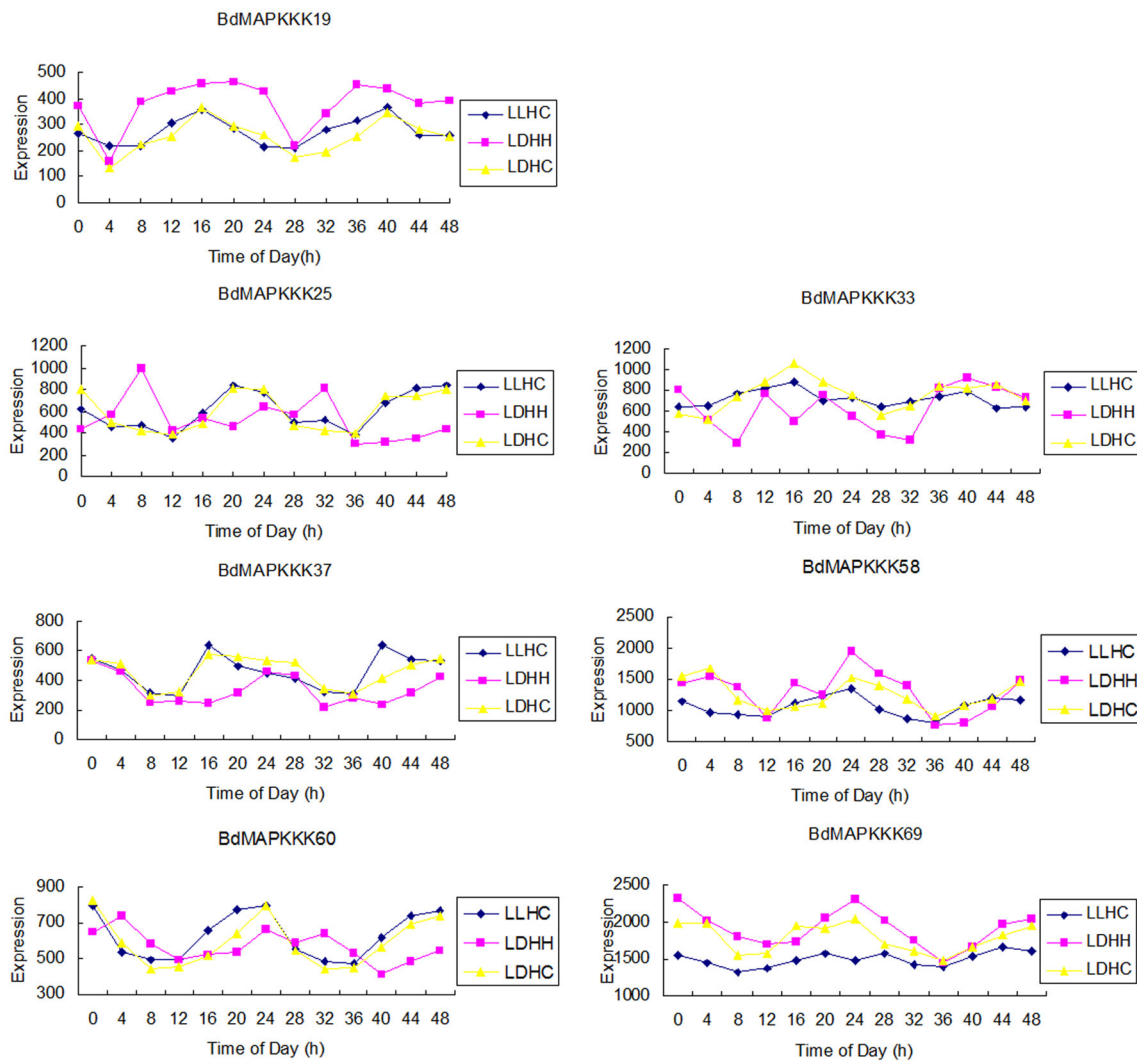 BdMAPKKK19
500
400
300
200
100
0
Expression
0 4 8 12 16 20 24 28 32 36 40 44 48
Time of Day(h)
LLHC
LDHH
LDHC
BdMAPKKK25
1200
1000
800
600
400
200
0
Expression
0 4 8 12 16 20 24 28 32 36 40 44 48
Time of Day (h)
LLHC
LDHH
LDHC
BdMAPKKK33
1200
1000
800
600
400
200
0
Expression
0 4 8 12 16 20 24 28 32 36 40 44 48
Time of Day (h)
LLHC
LDHH
LDHC
BdMAPKKK37
800
600
400
200
0
Expression
0 4 8 12 16 20 24 28 32 36 40 44 48
Time of Day (h)
LLHC
LDHH
LDHC
BdMAPKKK58
2500
2000
1500
1000
500
Expression
0 4 8 12 16 20 24 28 32 36 40 44 48
Time of Day (h)
LLHC
LDHH
LDHC
BdMAPKKK60
900
700
500
300
Expression
0 4 8 12 16 20 24 28 32 36 40 44 48
Time of Day (h)
LLHC
LDHH
LDHC
BdMAPKKK69
2500
2000
1500
1000
Expression
0 4 8 12 16 20 24 28 32 36 40 44 48
Time of Day (h)
LLHC
LDHH
LDHC